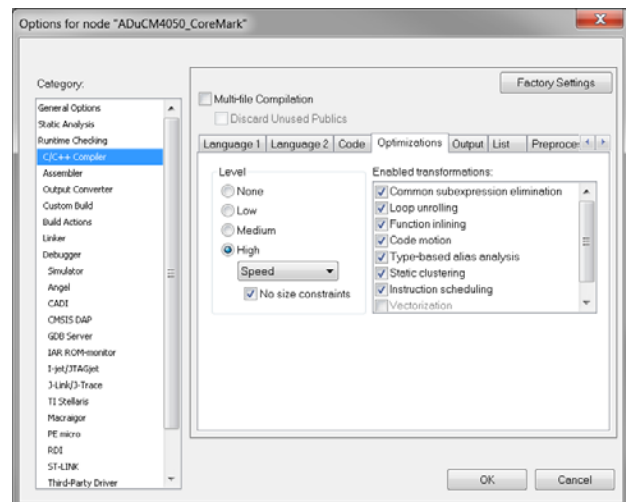 Options for node "ADuCM4050_CoreMark"
Category:
General Options
Static Analysis
Runtime Checking
C/C++ Compiler
Assembler
Output Converter
Custom Build
Build Actions
Linker
Debugger
Simulator
Angel
CADI
CMSIS DAP
GDB Server
IAR ROM-monitor
I-jet/JTAGjet
J-Link/J-Trace
TI Stellaris
Macraigor
PE micro
RDI
ST-LINK
Third-Party Driver
Factory Settings
Multi-file Compilation
Discard Unused Publics
Language 1 Language 2 Code Optimizations Output List Preproce
Level
None
Low
Medium
High
Speed
No size constraints
Enabled transformations:
Common subexpression elimination
Loop unrolling
Function inlining
Code motion
Type-based alias analysis
Static clustering
Instruction scheduling
Vectorization
OK Cancel